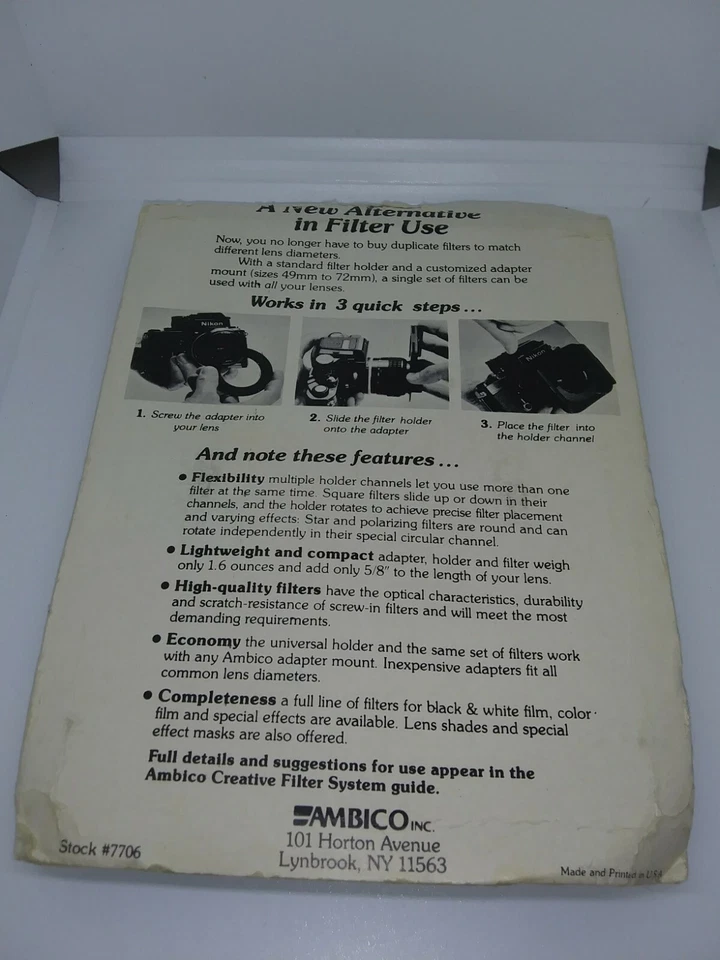 A New Alternative
in Filter Use
Now, you no longer have to buy duplicate filters to match
different lens diameters.
With a standard filter holder and a customized adapter
mount (sizes 49mm to 72mm), a single set of filters can be
used with all your lenses.
Works in 3 quick steps...
Nikon
Nikon
1. Screw the adapter into
your lens
2. Slide the filter holder
onto the adapter
3. Place the filter into
the holder channel
And note these features...
● Flexibility multiple holder channels let you use more than one
filter at the same time. Square filters slide up or down in their
channels, and the holder rotates to achieve precise filter placement
and varying effects: Star and polarizing filters are round and can
rotate independently in their special circular channel.
● Lightweight and compact adapter, holder and filter weigh
only 1.6 ounces and add only 5/8" to the length of your lens.
● High-quality filters have the optical characteristics, durability
and scratch-resistance of screw-in filters and will meet the most
demanding requirements.
● Economy the universal holder and the same set of filters work
with any Ambico adapter mount. Inexpensive adapters fit all
common lens diameters.
● Completeness a full line of filters for black & white film, color
film and special effects are available. Lens shades and special
effect masks are also offered.
Full details and suggestions for use appear in the
Ambico Creative Filter System guide.
AMBICO INC.
101 Horton Avenue
Lynbrook, NY 11563
Stock #7706
Made and Printed in USA